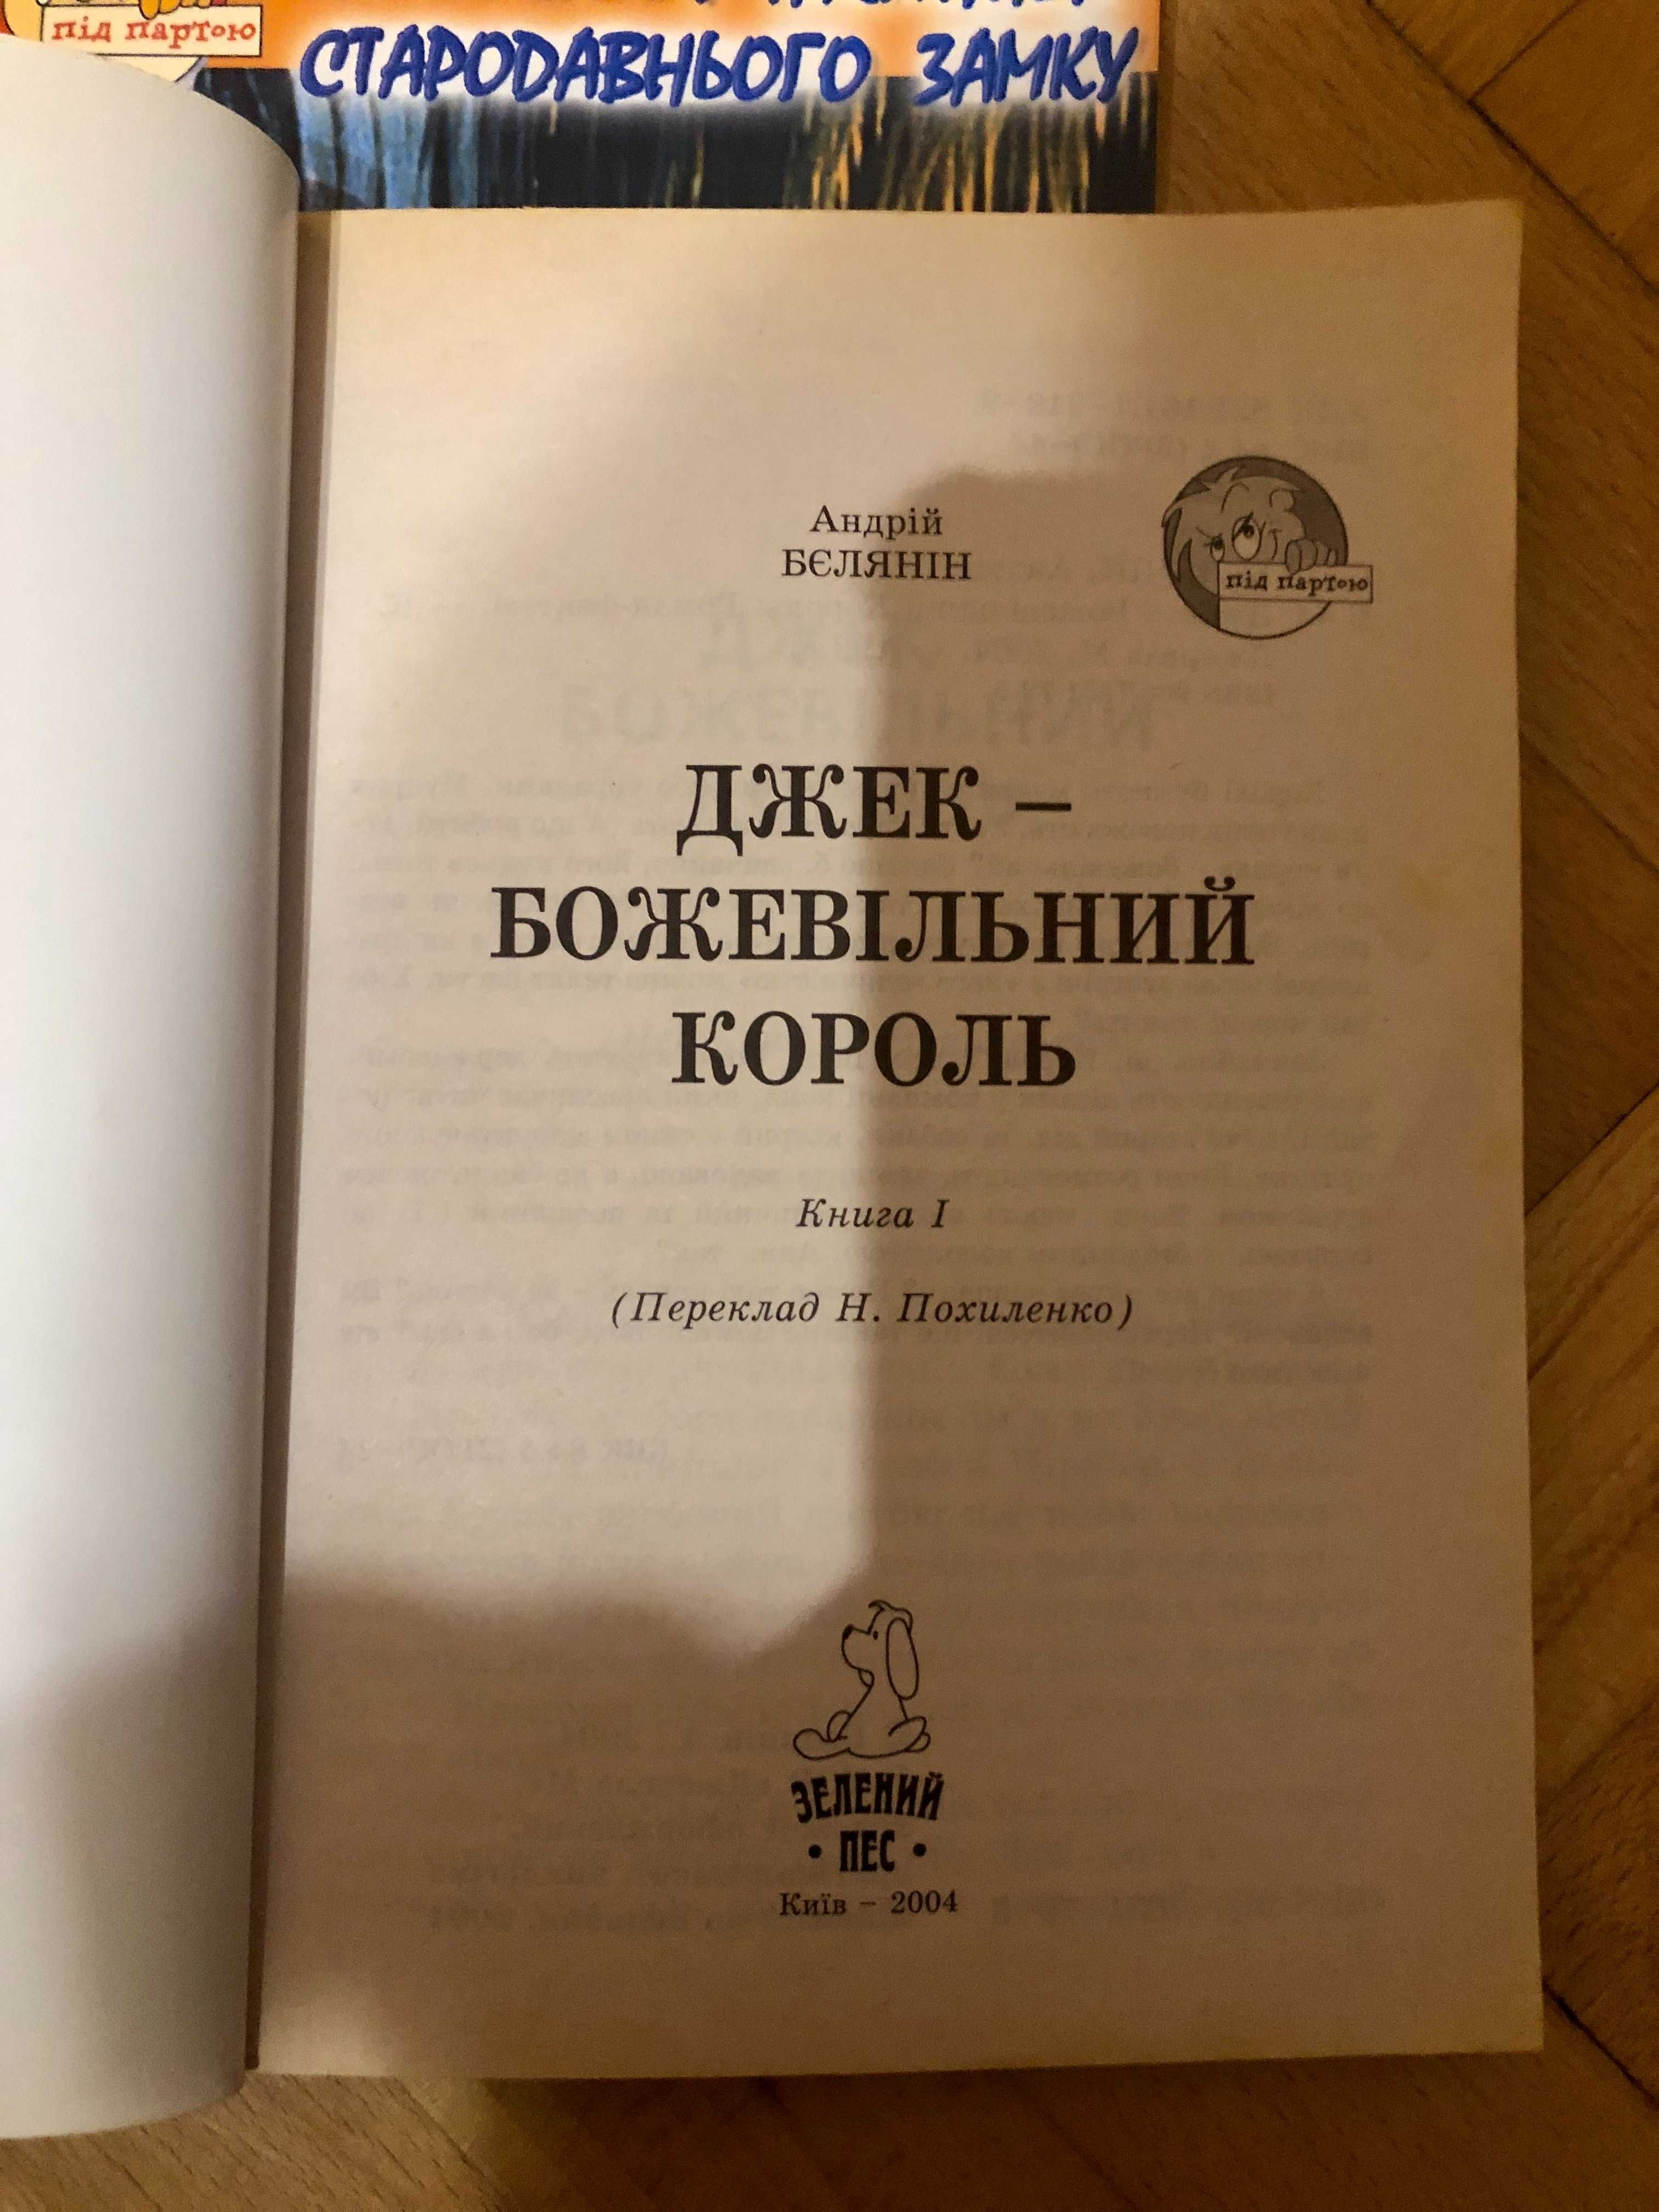 під партою
СТАРОДАВНЬОГО ЗАМКУ
Андрій
БЄЛЯНІН
під партою
ДЖЕК –
БОЖЕВІЛЬНИЙ
КОРОЛЬ
Книга I
(Переклад Н. Похиленко)
ЗЕЛЕНИЙ
• ПЕС •
Київ – 2004